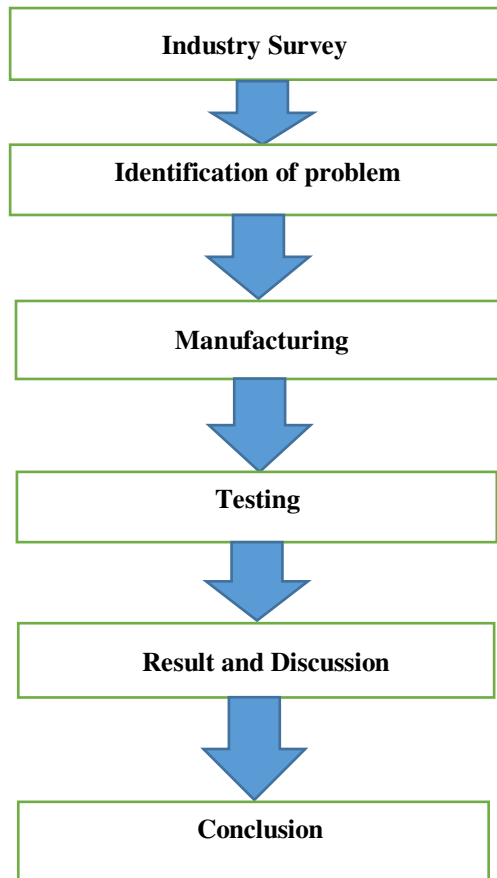 Industry Survey
Identification of problem
Manufacturing
Testing
Result and Discussion
Conclusion